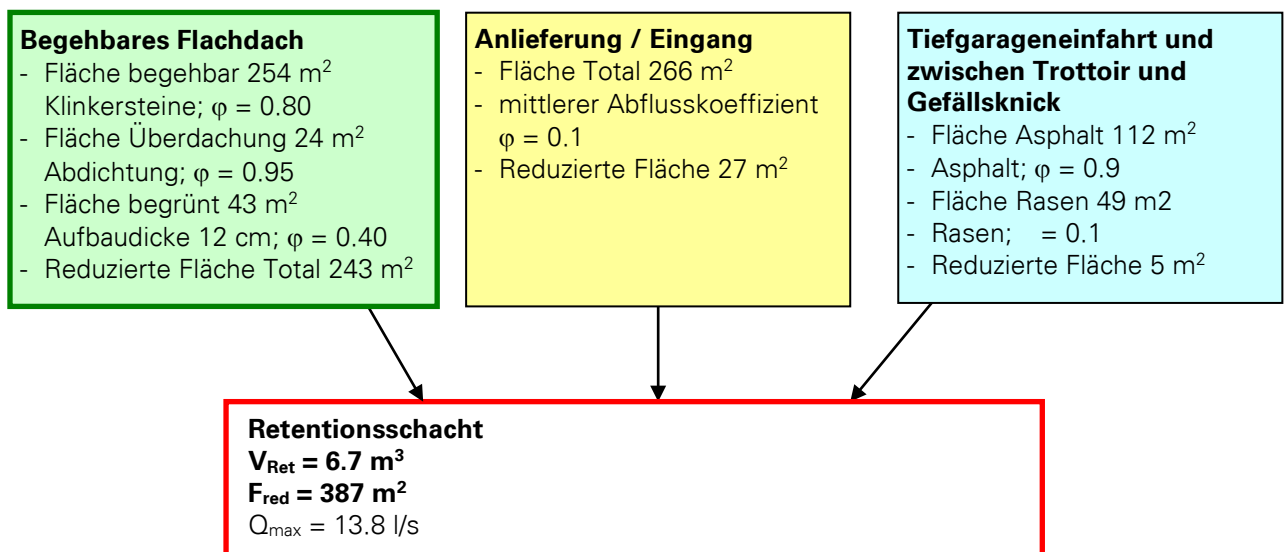 Begehbares Flachdach
- Fläche begehbar 254 m²
Klinkersteine; φ = 0.80
- Fläche Überdachung 24 m²
Abdichtung; φ = 0.95
- Fläche begrünt 43 m²
Aufbaudicke 12 cm; φ = 0.40
- Reduzierte Fläche Total 243 m²
Anlieferung / Eingang
- Fläche Total 266 m²
- mittlerer Abflusskoeffizient
φ = 0.1
- Reduzierte Fläche 27 m²
Tiefgarageneinfahrt und
zwischen Trottoir und
Gefällsknick
- Fläche Asphalt 112 m²
- Asphalt; φ = 0.9
- Fläche Rasen 49 m2
- Rasen; = 0.1
- Reduzierte Fläche 5 m²
Retentionsschacht
V_Ret = 6.7 m³
F_red = 387 m²
Q_max = 13.8 l/s